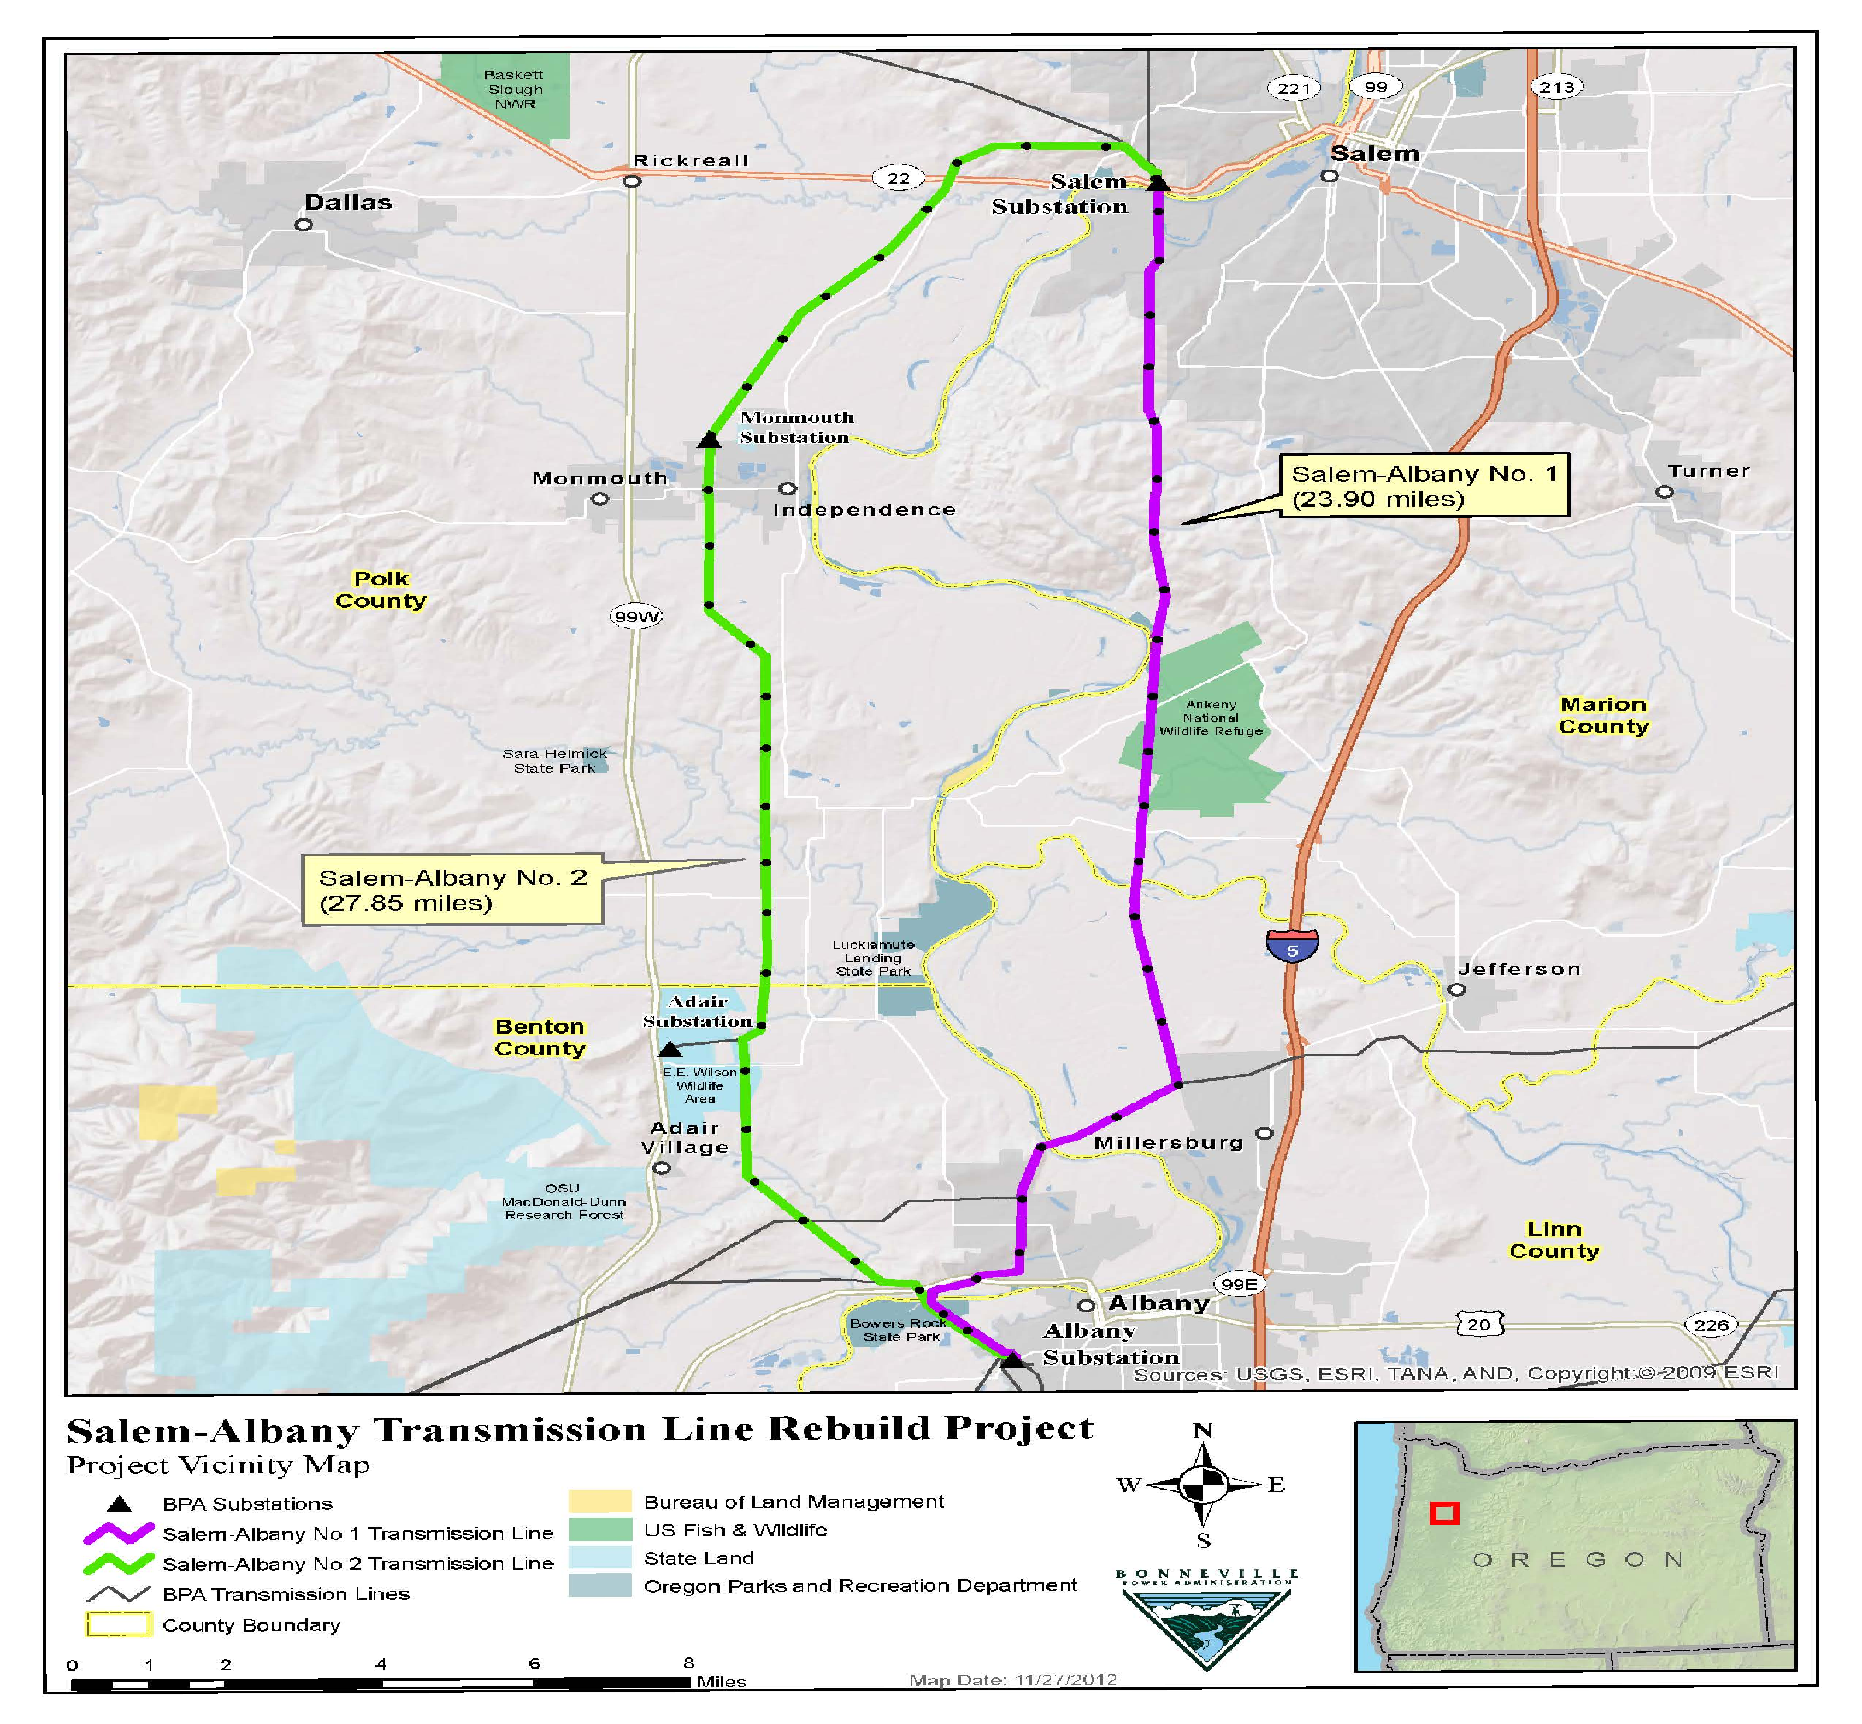 Baskett
Slough
NWR
221
99
213
Rickreall
Salem
22
Salem
Substation
Dallas
Monmouth
Substation
Monmouth
Independence
Salem-Albany No. 1
(23.90 miles)
Turner
Polk
County
99W
Ankeny
National
Wildlife Refuge
Marion
County
Sara Helmick
State Park
Salem-Albany No. 2
(27.85 miles)
Luckiamute
Landing
State Park
5
Jefferson
Adair
Substation
Benton
County
E.E. Wilson
Wildlife
Area
Adair
Village
Millersburg
OSU
MacDonald-Dunn
Research Forest
Linn
County
99E
Albany
Bowers Rock
State Park
Albany
Substation
20
226
Sources: USGS, ESRI, TANA, AND, Copyright:© 2009 ESRI
Salem-Albany Transmission Line Rebuild Project
Project Vicinity Map
BPA Substations
Salem-Albany No 1 Transmission Line
Salem-Albany No 2 Transmission Line
BPA Transmission Lines
County Boundary
Bureau of Land Management
US Fish & Wildlife
State Land
Oregon Parks and Recreation Department
0 1 2 4 6 8
Miles
Map Date: 11/27/2012
N
W E
S
BONNEVILLE
POWER ADMINISTRATION
OREGON